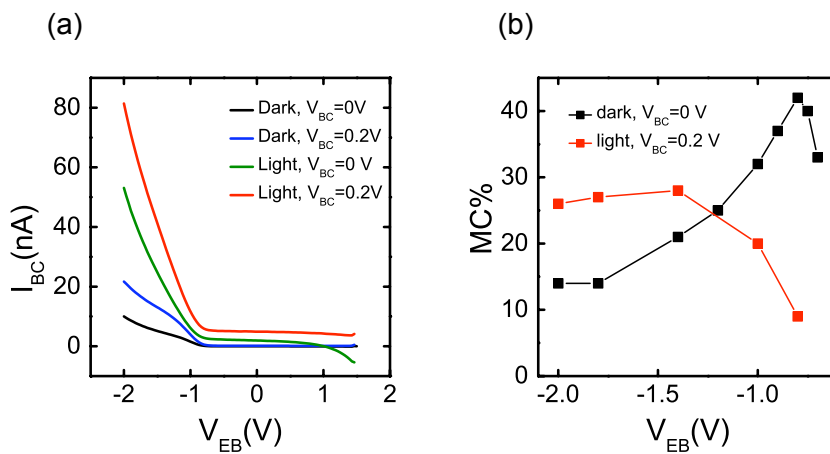 (a)
80
60
40
20
0
-2
-1
0
1
2
I_BC(nA)
V_EB(V)
Dark, V_BC=0V
Dark, V_BC=0.2V
Light, V_BC=0 V
Light, V_BC=0.2V
(b)
40
30
20
10
0
-2.0
-1.5
-1.0
MC%
V_EB(V)
dark, V_BC=0 V
light, V_BC=0.2 V